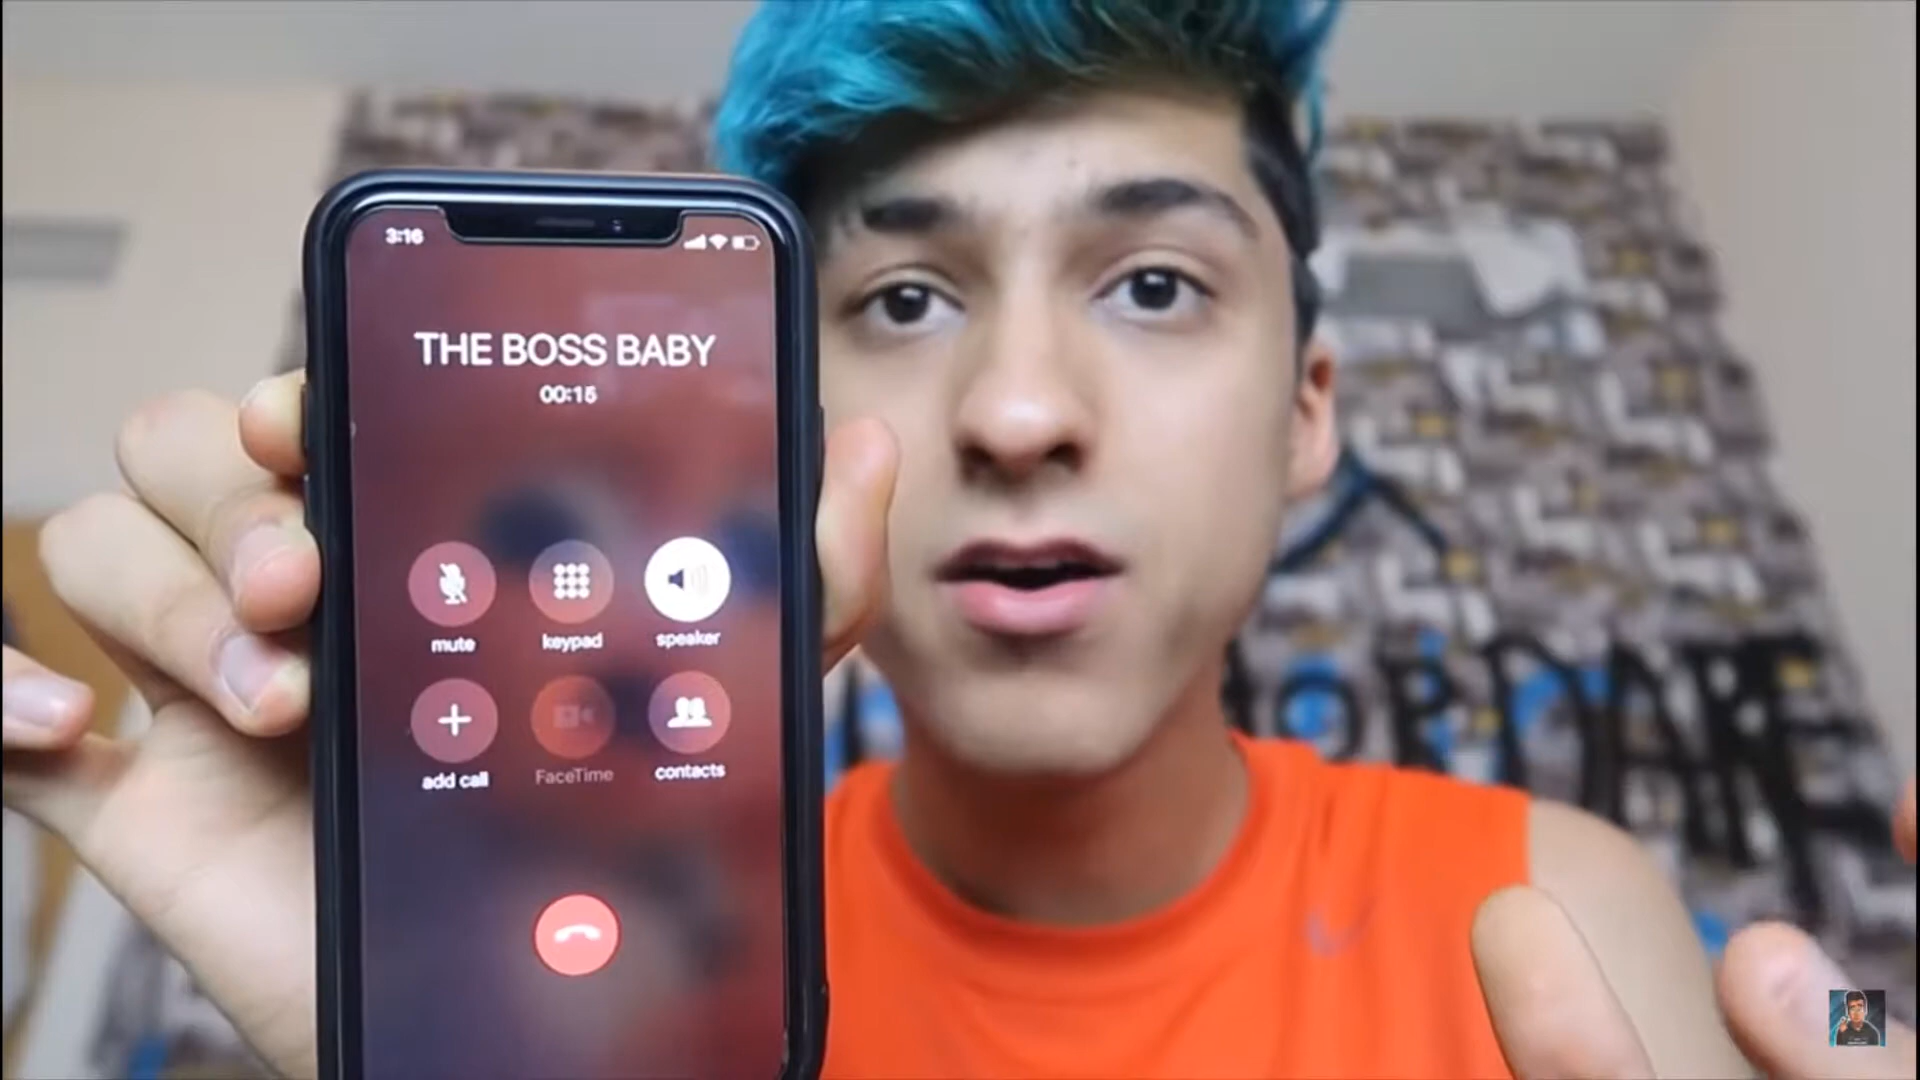 3:16
THE BOSS BABY
00:15
mute
keypad
speaker
add call
FaceTime
contacts